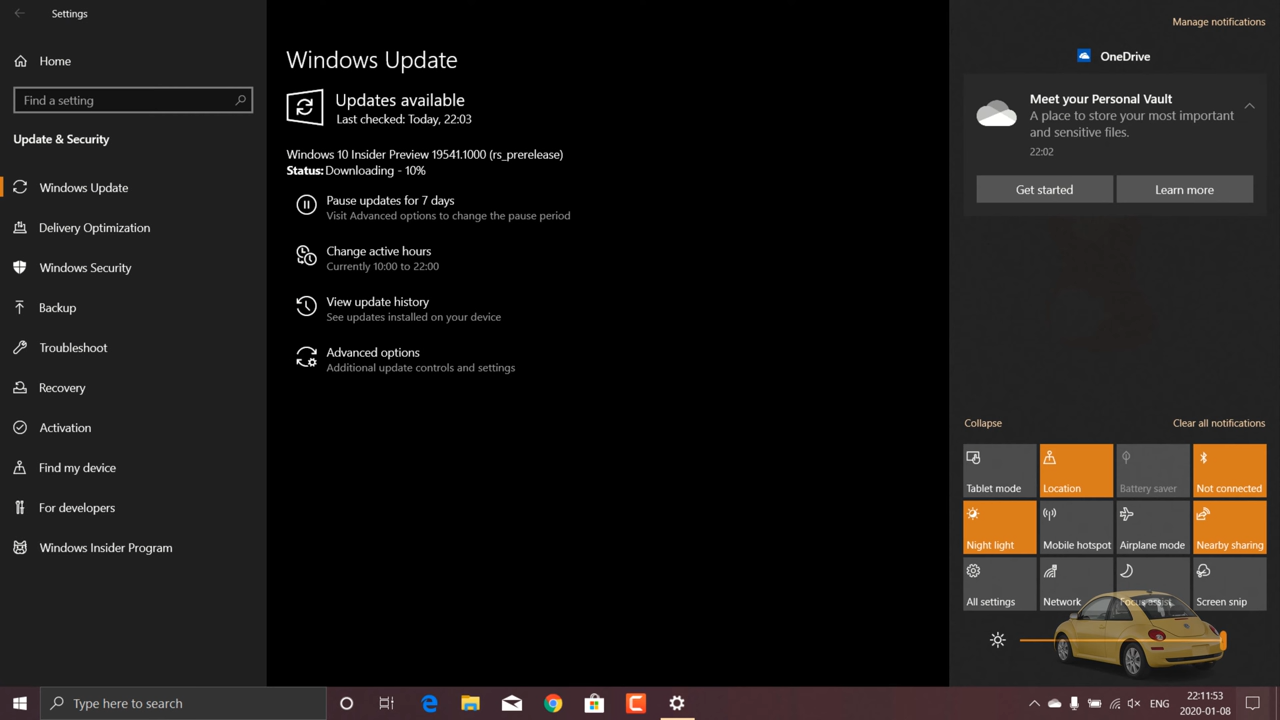 Settings
Home
Find a setting
Update & Security
Windows Update
Delivery Optimization
Windows Security
Backup
Troubleshoot
Recovery
Activation
Find my device
For developers
Windows Insider Program
Windows Update
Updates available
Last checked: Today, 22:03
Windows 10 Insider Preview 19541.1000 (rs_prerelease)
Status: Downloading - 10%
Pause updates for 7 days
Visit Advanced options to change the pause period
Change active hours
Currently 10:00 to 22:00
View update history
See updates installed on your device
Advanced options
Additional update controls and settings
Manage notifications
OneDrive
Meet your Personal Vault
A place to store your most important
and sensitive files.
22:02
Get started Learn more
Collapse Clear all notifications
Tablet mode Location Battery saver Not connected
Night light Mobile hotspot Airplane mode Nearby sharing
All settings Network Focus assist Screen snip
Type here to search
ENG
22:11:53
2020-01-08